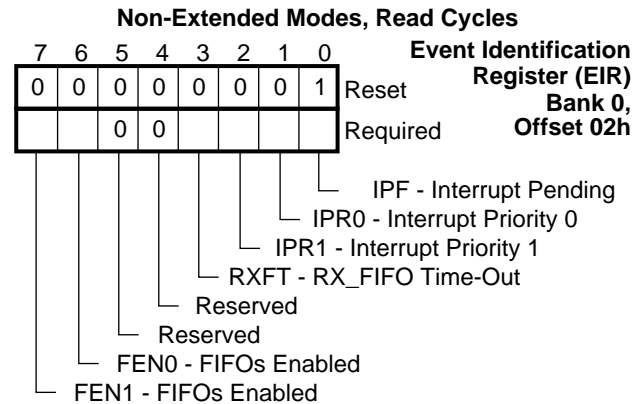 Non-Extended Modes, Read Cycles
7 6 5 4 3 2 1 0
Event Identification
Register (EIR)
Bank 0,
Offset 02h
0 0 0 0 0 0 0 1 Reset
0 0 Required
IPF - Interrupt Pending
IPR0 - Interrupt Priority 0
IPR1 - Interrupt Priority 1
RXFT - RX_FIFO Time-Out
Reserved
Reserved
FEN0 - FIFOs Enabled
FEN1 - FIFOs Enabled